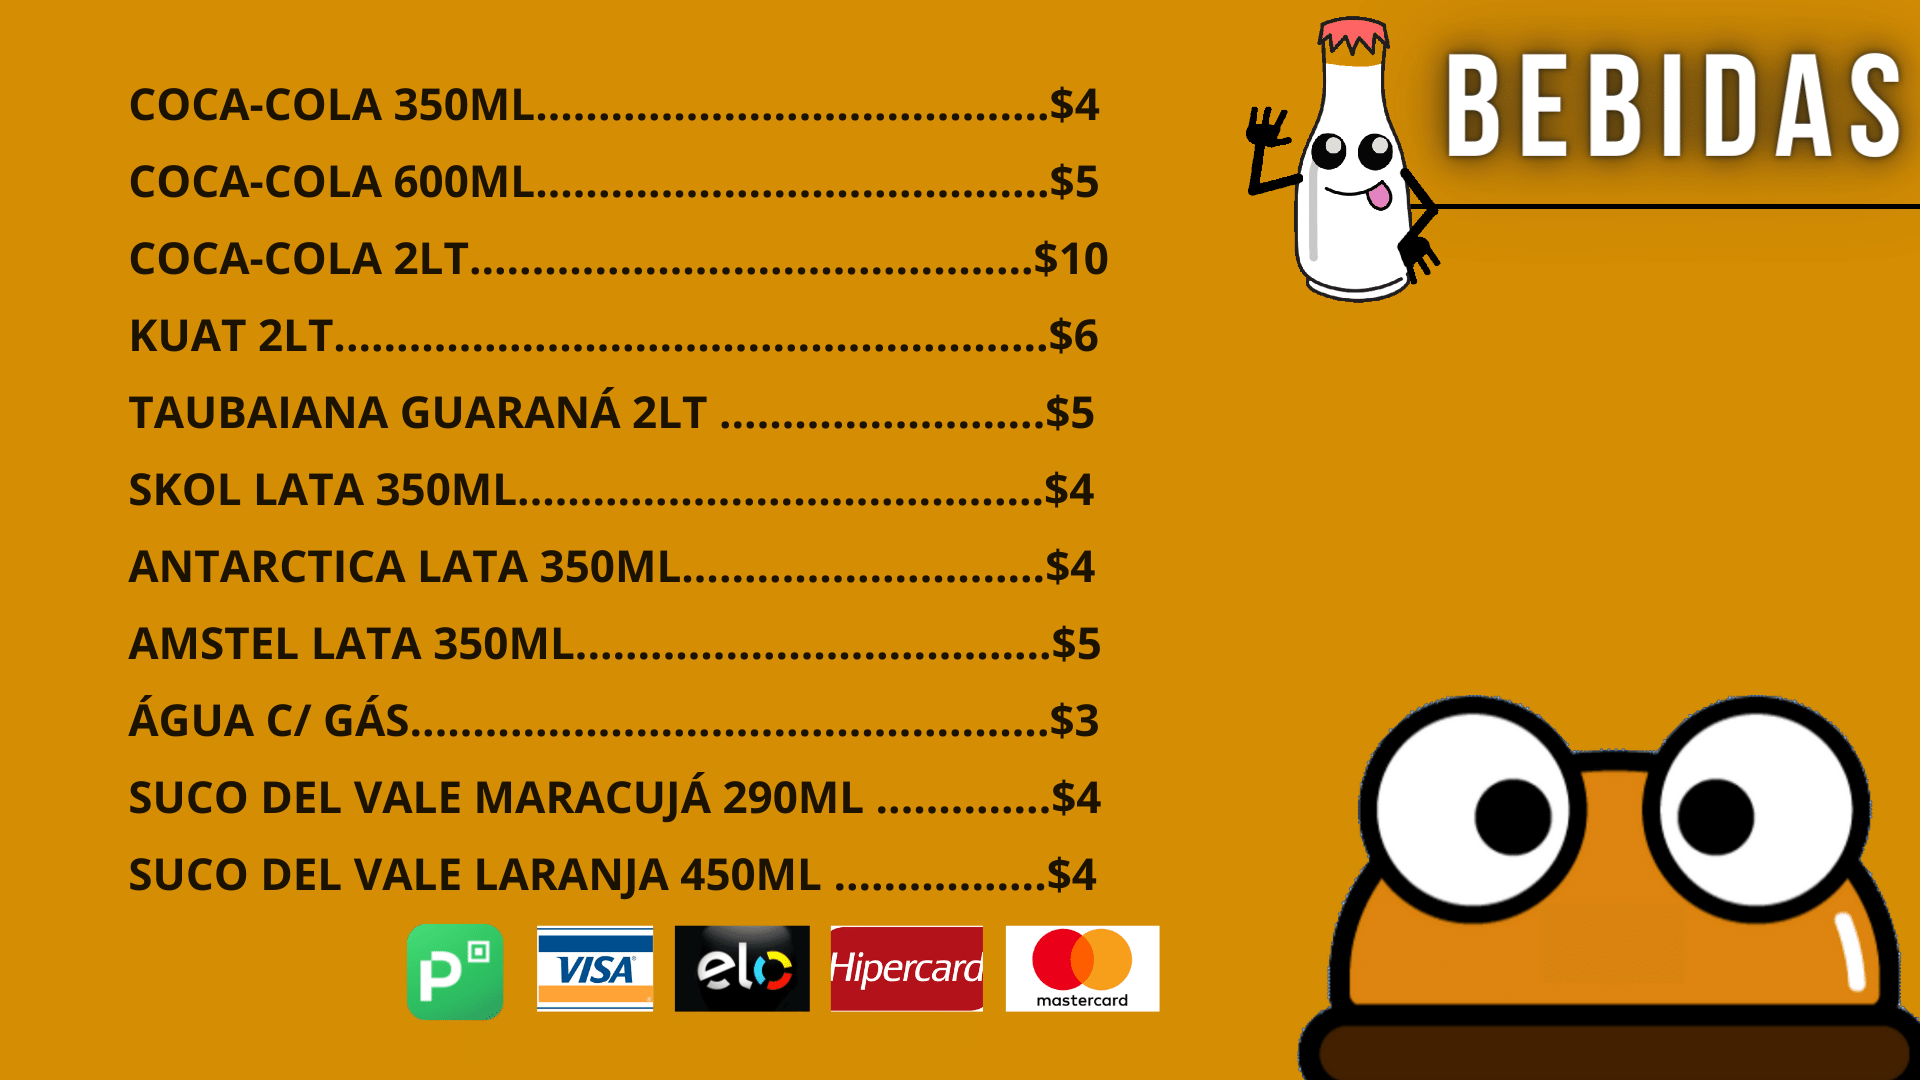 BEBIDAS
COCA-COLA 350ML.........................................$4
COCA-COLA 600ML.........................................$5
COCA-COLA 2LT.............................................$10
KUAT 2LT.........................................................$6
TAUBAIANA GUARANÁ 2LT ..........................$5
SKOL LATA 350ML..........................................$4
ANTARCTICA LATA 350ML.............................$4
AMSTEL LATA 350ML......................................$5
ÁGUA C/ GÁS...................................................$3
SUCO DEL VALE MARACUJÁ 290ML ..............$4
SUCO DEL VALE LARANJA 450ML .................$4
P VISA elo Hipercard mastercard